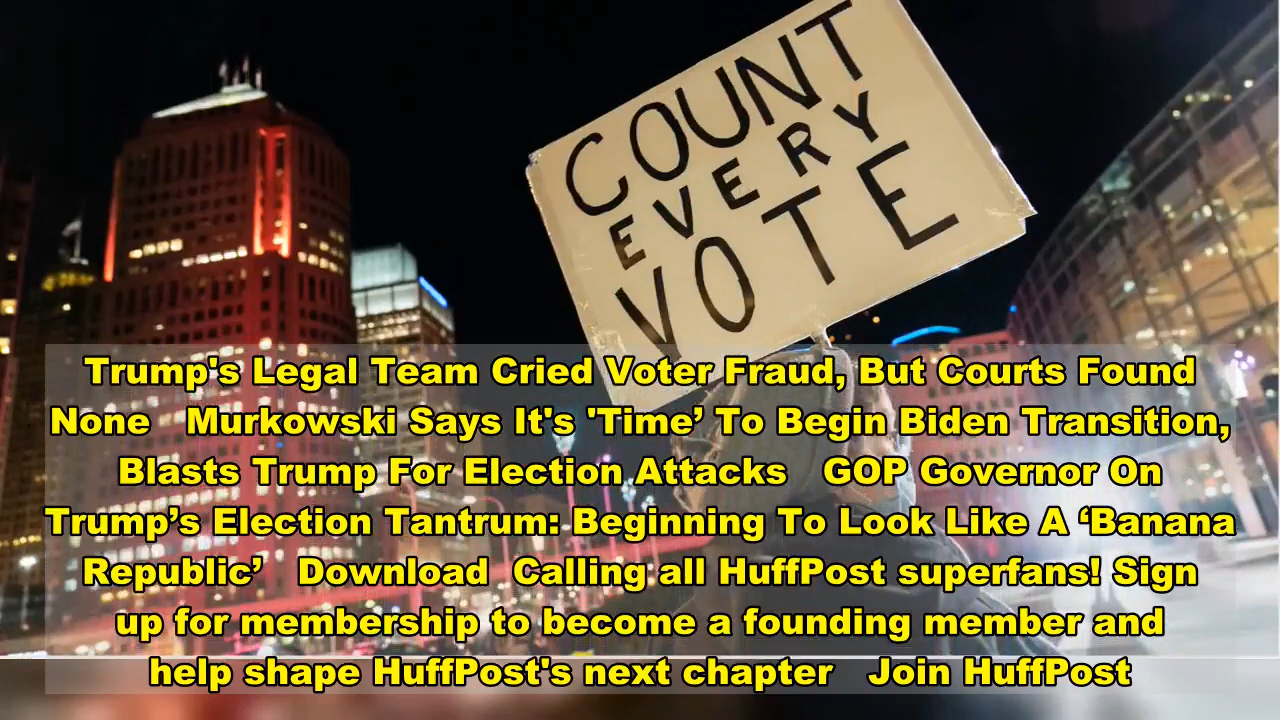 COUNT
EVERY
VOTE
Trump's Legal Team Cried Voter Fraud, But Courts Found
None   Murkowski Says It's 'Time’ To Begin Biden Transition,
Blasts Trump For Election Attacks   GOP Governor On
Trump’s Election Tantrum: Beginning To Look Like A ‘Banana
Republic’   Download  Calling all HuffPost superfans! Sign
up for membership to become a founding member and
help shape HuffPost's next chapter   Join HuffPost